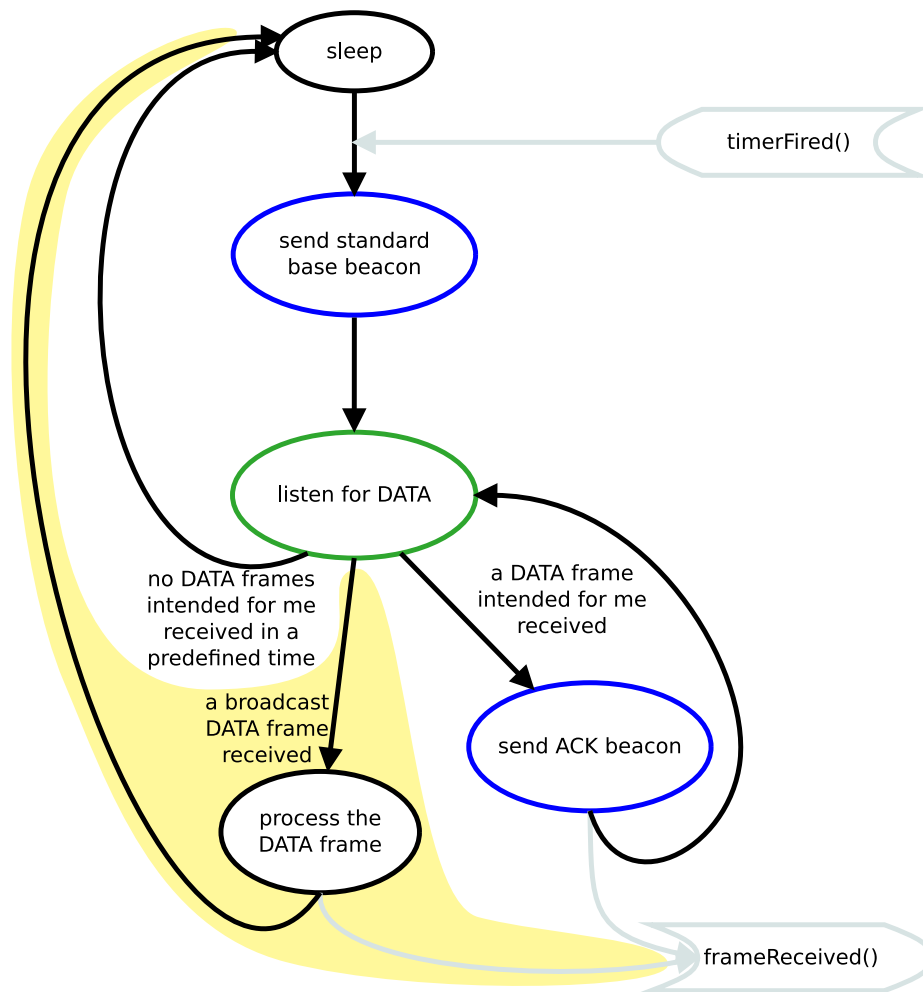 sleep
timerFired()
send standard
base beacon
listen for DATA
no DATA frames
intended for me
received in a
predefined time
a DATA frame
intended for me
received
a broadcast
DATA frame
received
send ACK beacon
process the
DATA frame
frameReceived()